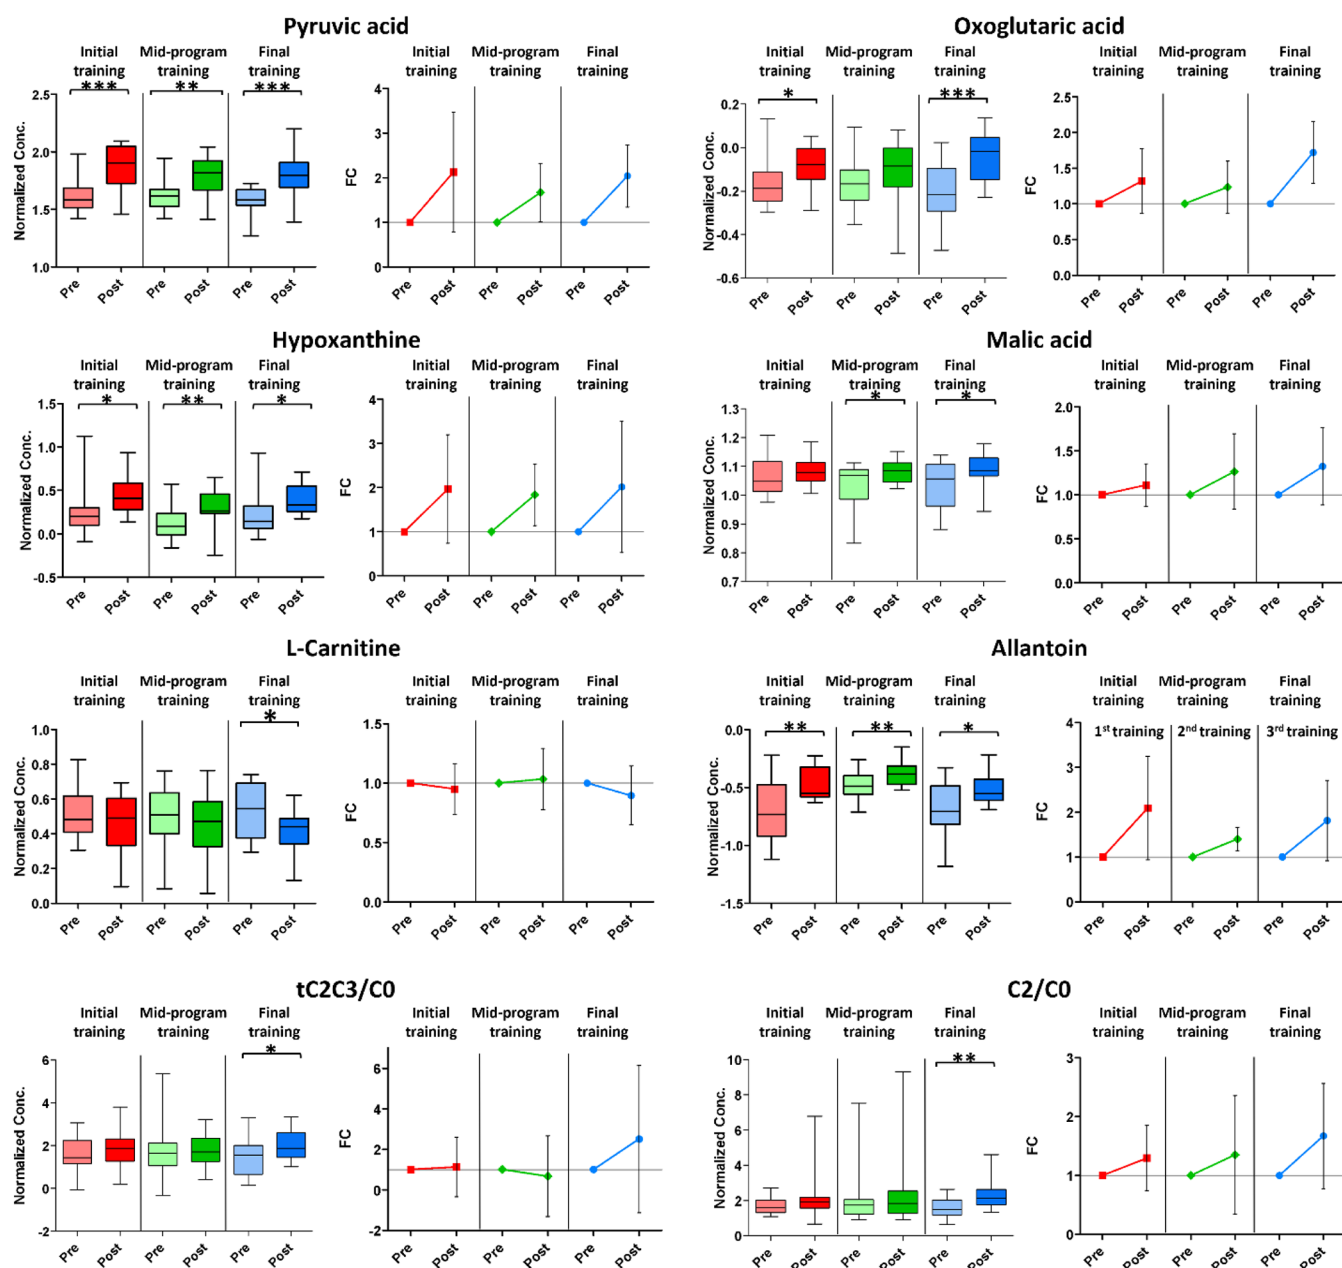 Pyruvic acid
Initial training
Mid-program training
Final training
Initial training
Mid-program training
Final training
***
**
***
Normalized Conc.
2.5
2.0
1.5
1.0
Pre
Post
Pre
Post
Pre
Post
FC
4
3
2
1
0
Pre
Post
Pre
Post
Pre
Post
Oxoglutaric acid
Initial training
Mid-program training
Final training
Initial training
Mid-program training
Final training
*
***
Normalized Conc.
0.2
0.0
-0.2
-0.4
-0.6
Pre
Post
Pre
Post
Pre
Post
FC
2.5
2.0
1.5
1.0
0.5
0.0
Pre
Post
Pre
Post
Pre
Post
Hypoxanthine
Initial training
Mid-program training
Final training
Initial training
Mid-program training
Final training
*
**
*
Normalized Conc.
1.5
1.0
0.5
0.0
-0.5
Pre
Post
Pre
Post
Pre
Post
FC
4
3
2
1
0
Pre
Post
Pre
Post
Pre
Post
Malic acid
Initial training
Mid-program training
Final training
Initial training
Mid-program training
Final training
*
*
Normalized Conc.
1.3
1.2
1.1
1.0
0.9
0.8
0.7
Pre
Post
Pre
Post
Pre
Post
FC
2.0
1.5
1.0
0.5
0.0
Pre
Post
Pre
Post
Pre
Post
L-Carnitine
Initial training
Mid-program training
Final training
Initial training
Mid-program training
Final training
*
Normalized Conc.
1.0
0.8
0.6
0.4
0.2
0.0
Pre
Post
Pre
Post
Pre
Post
FC
1.5
1.0
0.5
0.0
Pre
Post
Pre
Post
Pre
Post
Allantoin
Initial training
Mid-program training
Final training
Initial training
Mid-program training
Final training
**
**
*
Normalized Conc.
-0.0
-0.5
-1.0
-1.5
Pre
Post
Pre
Post
Pre
Post
1st training
2nd training
3rd training
FC
4
3
2
1
0
Pre
Post
Pre
Post
Pre
Post
tC2C3/C0
Initial training
Mid-program training
Final training
Initial training
Mid-program training
Final training
*
Normalized Conc.
6
4
2
0
-2
Pre
Post
Pre
Post
Pre
Post
FC
6
4
2
0
-2
Pre
Post
Pre
Post
Pre
Post
C2/C0
Initial training
Mid-program training
Final training
Initial training
Mid-program training
Final training
**
Normalized Conc.
10
8
6
4
2
0
Pre
Post
Pre
Post
Pre
Post
FC
3
2
1
0
Pre
Post
Pre
Post
Pre
Post